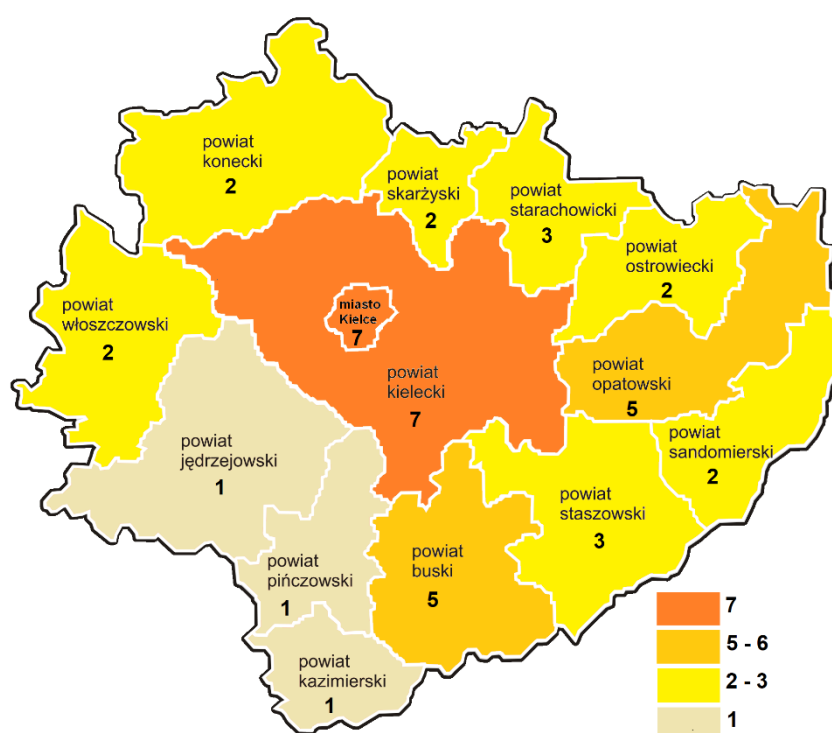 powiat
konecki
2
powiat
skarżyski
2
powiat
starachowicki
3
powiat
ostrowiecki
2
powiat
włoszczowski
2
miasto
Kielce
7
powiat
kielecki
7
powiat
opatowski
5
powiat
sandomierski
2
powiat
jędrzejowski
1
powiat
staszowski
3
powiat
pińczowski
1
powiat
buski
5
powiat
kazimierski
1
7
5 - 6
2 - 3
1